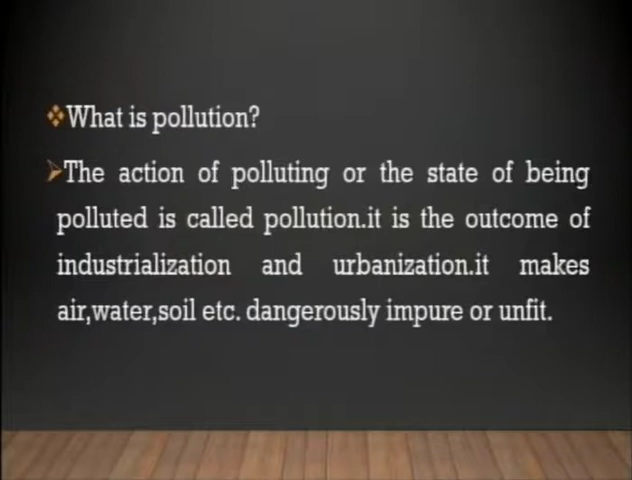 What is pollution?
The action of polluting or the state of being
polluted is called pollution.it is the outcome of
industrialization and urbanization.it makes
air,water,soil etc. dangerously impure or unfit.